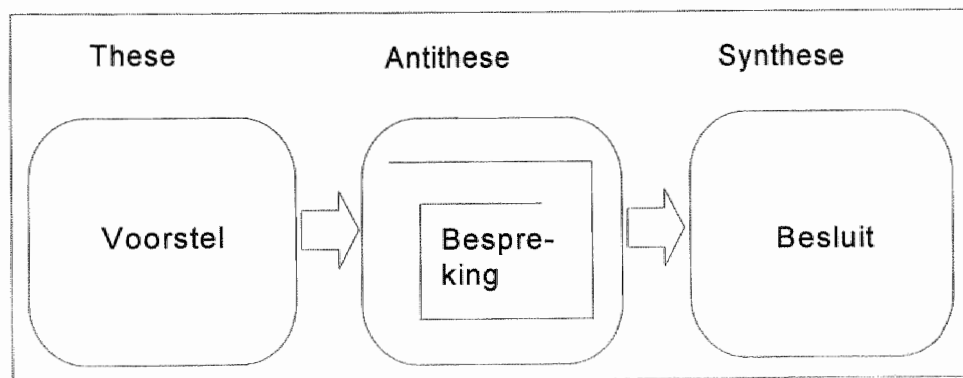 These Antithese Synthese
Voorstel
Bespre-
king
Besluit